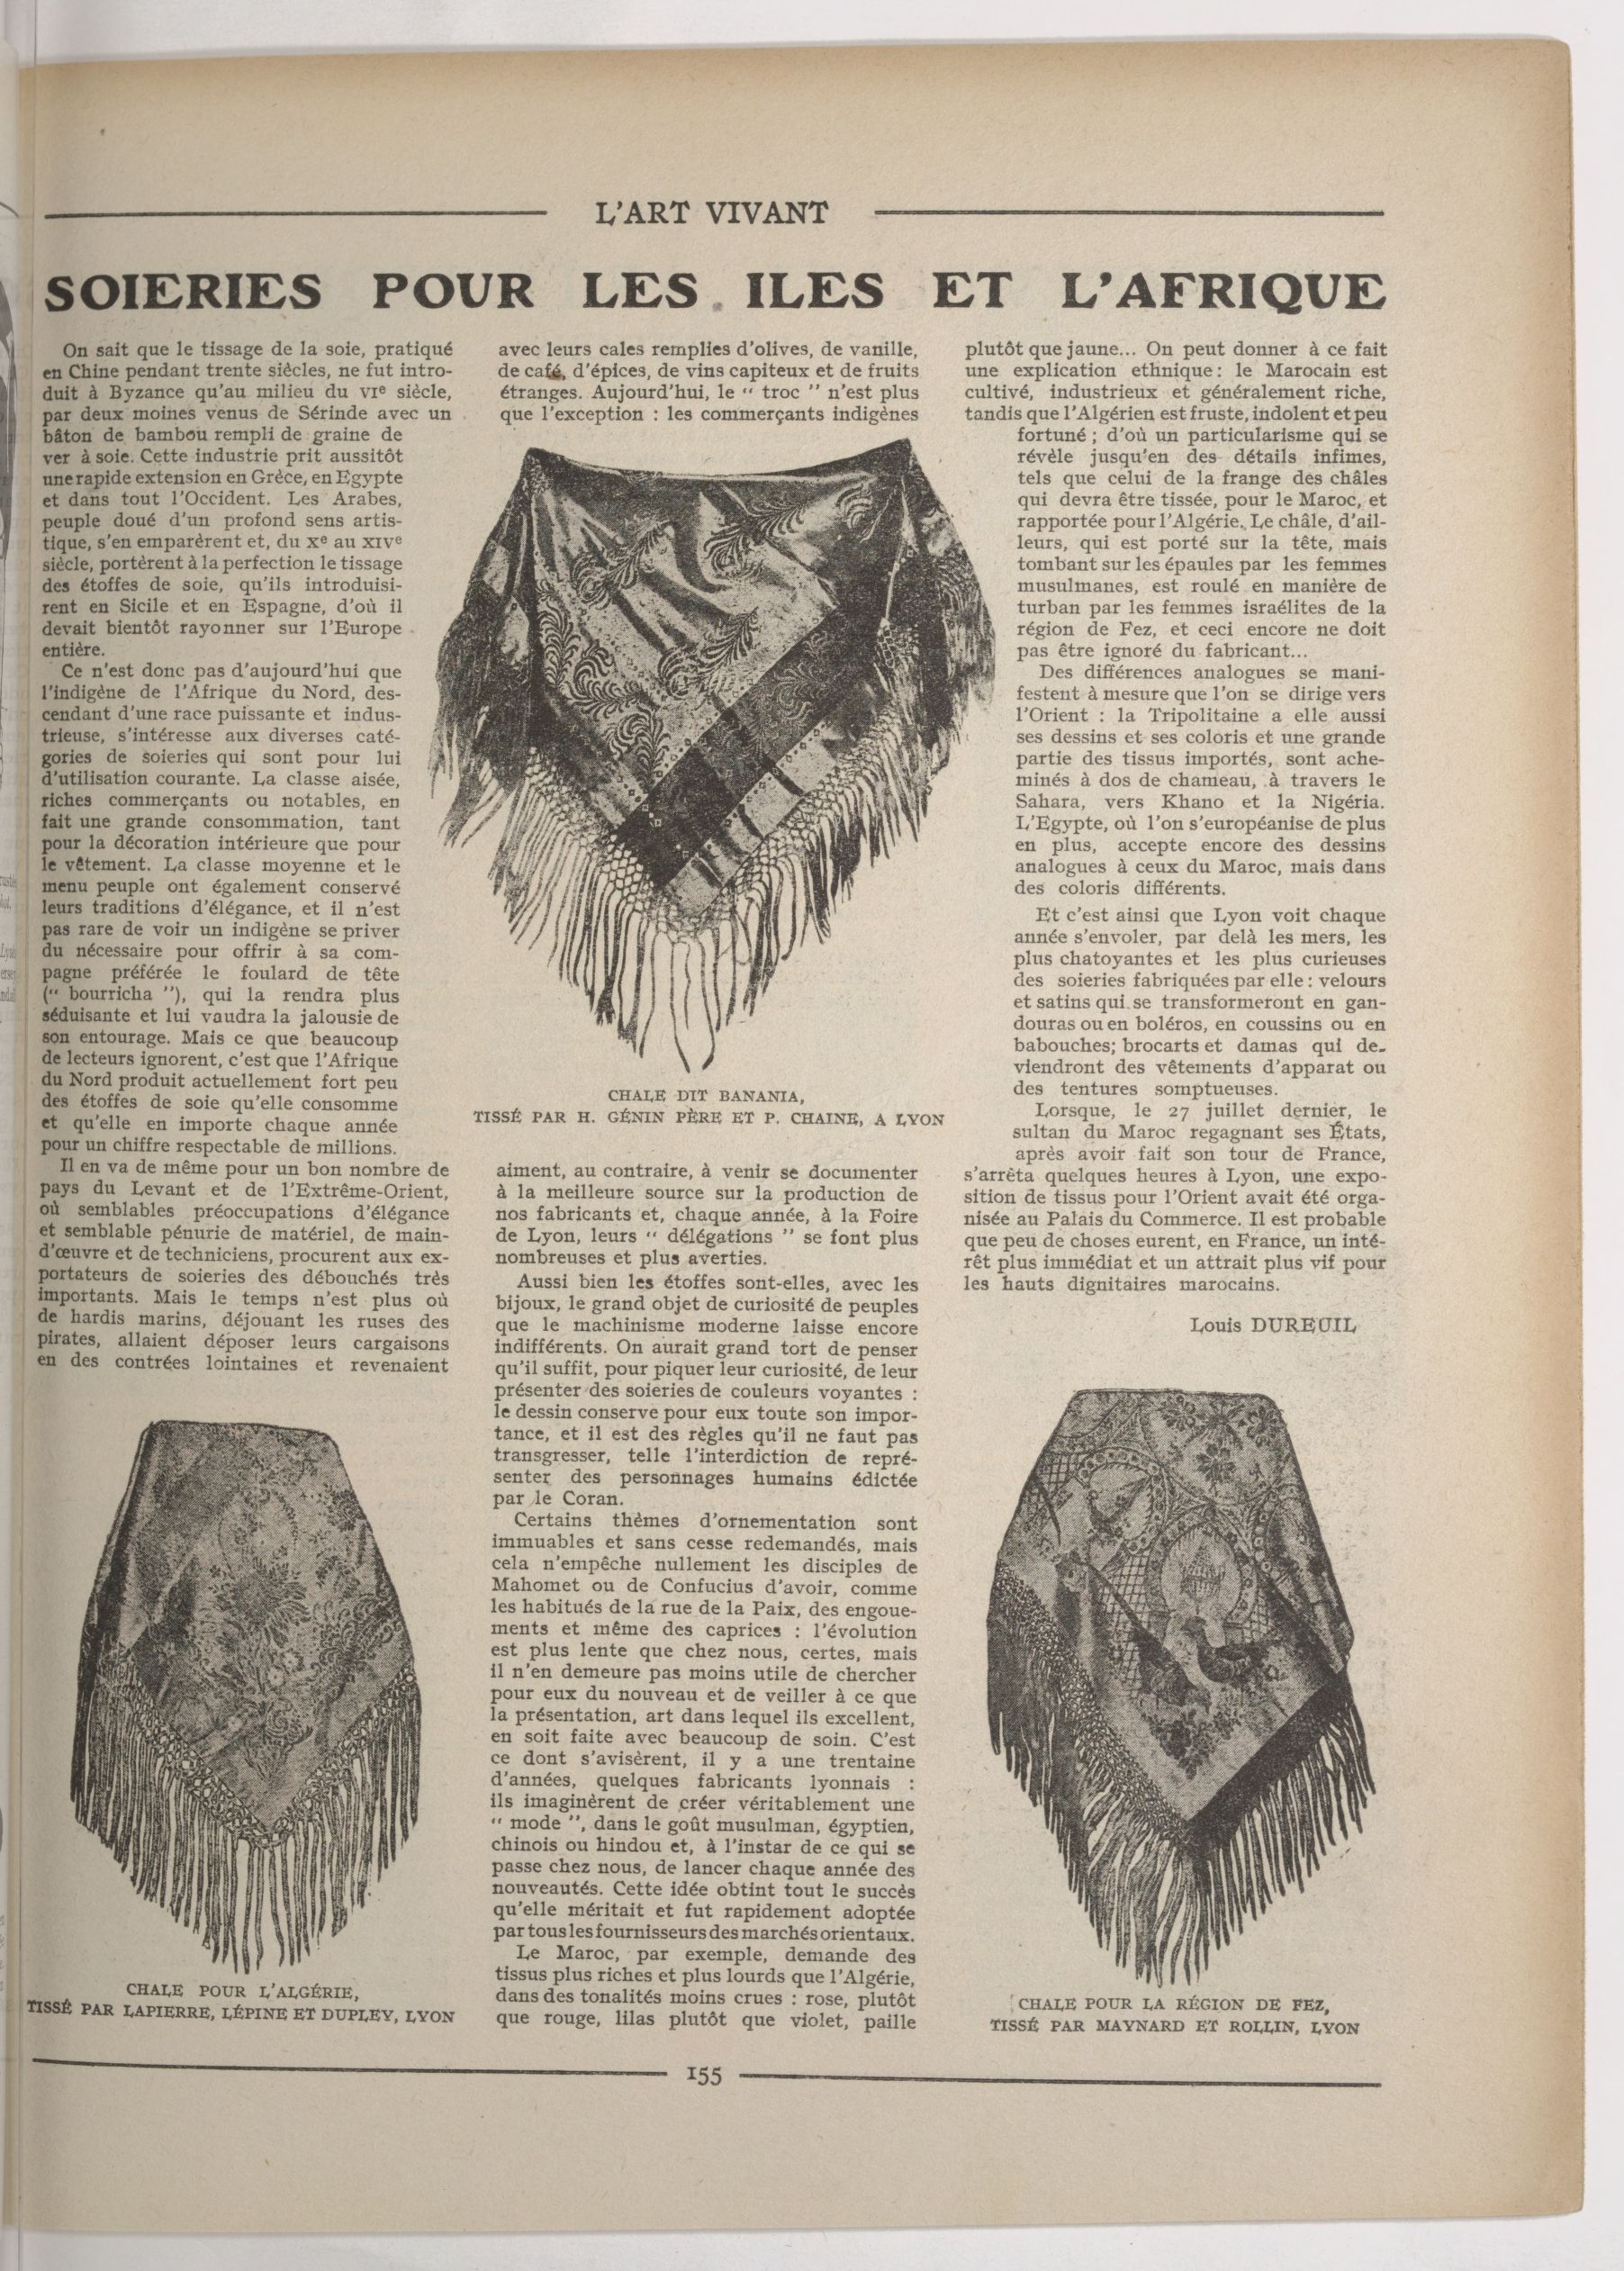 L'ART VIVANT
SOIERIES POUR LES ILES ET L'AFRIQUE
On sait que le tissage de la soie, pratiqué
en Chine pendant trente siècles, ne fut intro-
duit à Byzance qu'au milieu du VIe siècle,
par deux moines venus de Sérinde avec un
bâton de bambou rempli de graine de
ver à soie. Cette industrie prit aussitôt
une rapide extension en Grèce, en Egypte
et dans tout l'Occident. Les Arabes,
peuple doué d'un profond sens artis-
tique, s'en emparèrent et, du Xe au XIVe
siècle, portèrent à la perfection le tissage
des étoffes de soie, qu'ils introduisi-
rent en Sicile et en Espagne, d'où il
devait bientôt rayonner sur l'Europe
entière.
Ce n'est donc pas d'aujourd'hui que
l'indigène de l'Afrique du Nord, des-
cendant d'une race puissante et indus-
trieuse, s'intéresse aux diverses caté-
gories de soieries qui sont pour lui
d'utilisation courante. La classe aisée,
riches commerçants ou notables, en
fait une grande consommation, tant
pour la décoration intérieure que pour
le vêtement. La classe moyenne et le
menu peuple ont également conservé
leurs traditions d'élégance, et il n'est
pas rare de voir un indigène se priver
du nécessaire pour offrir à sa com-
pagne préférée le foulard de tête
(“ bourricha ”), qui la rendra plus
séduisante et lui vaudra la jalousie de
son entourage. Mais ce que beaucoup
de lecteurs ignorent, c'est que l'Afrique
du Nord produit actuellement fort peu
des étoffes de soie qu'elle consomme
et qu'elle en importe chaque année
pour un chiffre respectable de millions.
Il en va de même pour un bon nombre de
pays du Levant et de l'Extrême-Orient,
où semblables préoccupations d'élégance
et semblable pénurie de matériel, de main-
d'œuvre et de techniciens, procurent aux ex-
portateurs de soieries des débouchés très
importants. Mais le temps n'est plus où
de hardis marins, déjouant les ruses des
pirates, allaient déposer leurs cargaisons
en des contrées lointaines et revenaient
CHALE POUR L'ALGÉRIE,
TISSÉ PAR LAPIERRE, LÉPINE ET DUPLEY, LYON
avec leurs cales remplies d'olives, de vanille,
de café, d'épices, de vins capiteux et de fruits
étranges. Aujourd'hui, le “ troc ” n'est plus
que l'exception : les commerçants indigènes
CHALE DIT BANANIA,
TISSÉ PAR H. GÉNIN PÈRE ET P. CHAINE, A LYON
aiment, au contraire, à venir se documenter
à la meilleure source sur la production de
nos fabricants et, chaque année, à la Foire
de Lyon, leurs “ délégations ” se font plus
nombreuses et plus averties.
Aussi bien les étoffes sont-elles, avec les
bijoux, le grand objet de curiosité de peuples
que le machinisme moderne laisse encore
indifférents. On aurait grand tort de penser
qu'il suffit, pour piquer leur curiosité, de leur
présenter des soieries de couleurs voyantes :
le dessin conserve pour eux toute son impor-
tance, et il est des règles qu'il ne faut pas
transgresser, telle l'interdiction de repré-
senter des personnages humains édictée
par le Coran.
Certains thèmes d'ornementation sont
immuables et sans cesse redemandés, mais
cela n'empêche nullement les disciples de
Mahomet ou de Confucius d'avoir, comme
les habitués de la rue de la Paix, des engoue-
ments et même des caprices : l'évolution
est plus lente que chez nous, certes, mais
il n'en demeure pas moins utile de chercher
pour eux du nouveau et de veiller à ce que
la présentation, art dans lequel ils excellent,
en soit faite avec beaucoup de soin. C'est
ce dont s'avisèrent, il y a une trentaine
d'années, quelques fabricants lyonnais :
ils imaginèrent de créer véritablement une
“ mode ”, dans le goût musulman, égyptien,
chinois ou hindou et, à l'instar de ce qui se
passe chez nous, de lancer chaque année des
nouveautés. Cette idée obtint tout le succès
qu'elle méritait et fut rapidement adoptée
par tous les fournisseurs des marchés orientaux.
Le Maroc, par exemple, demande des
tissus plus riches et plus lourds que l'Algérie,
dans des tonalités moins crues : rose, plutôt
que rouge, lilas plutôt que violet, paille
plutôt que jaune... On peut donner à ce fait
une explication ethnique : le Marocain est
cultivé, industrieux et généralement riche,
tandis que l'Algérien est fruste, indolent et peu
fortuné ; d'où un particularisme qui se
révèle jusqu'en des détails infimes,
tels que celui de la frange des châles
qui devra être tissée, pour le Maroc, et
rapportée pour l'Algérie. Le châle, d'ail-
leurs, qui est porté sur la tête, mais
tombant sur les épaules par les femmes
musulmanes, est roulé en manière de
turban par les femmes israélites de la
région de Fez, et ceci encore ne doit
pas être ignoré du fabricant...
Des différences analogues se mani-
festent à mesure que l'on se dirige vers
l'Orient : la Tripolitaine a elle aussi
ses dessins et ses coloris et une grande
partie des tissus importés, sont ache-
minés à dos de chameau, à travers le
Sahara, vers Khano et la Nigéria.
L'Egypte, où l'on s'européanise de plus
en plus, accepte encore des dessins
analogues à ceux du Maroc, mais dans
des coloris différents.
Et c'est ainsi que Lyon voit chaque
année s'envoler, par delà les mers, les
plus chatoyantes et les plus curieuses
des soieries fabriquées par elle : velours
et satins qui se transformeront en gan-
douras ou en boléros, en coussins ou en
babouches; brocarts et damas qui de-
viendront des vêtements d'apparat ou
des tentures somptueuses.
Lorsque, le 27 juillet dernier, le
sultan du Maroc regagnant ses États,
après avoir fait son tour de France,
s'arrêta quelques heures à Lyon, une expo-
sition de tissus pour l'Orient avait été orga-
nisée au Palais du Commerce. Il est probable
que peu de choses eurent, en France, un inté-
rêt plus immédiat et un attrait plus vif pour
les hauts dignitaires marocains.
Louis DUREUIL
CHALE POUR LA RÉGION DE FEZ,
TISSÉ PAR MAYNARD ET ROLLIN, LYON
155